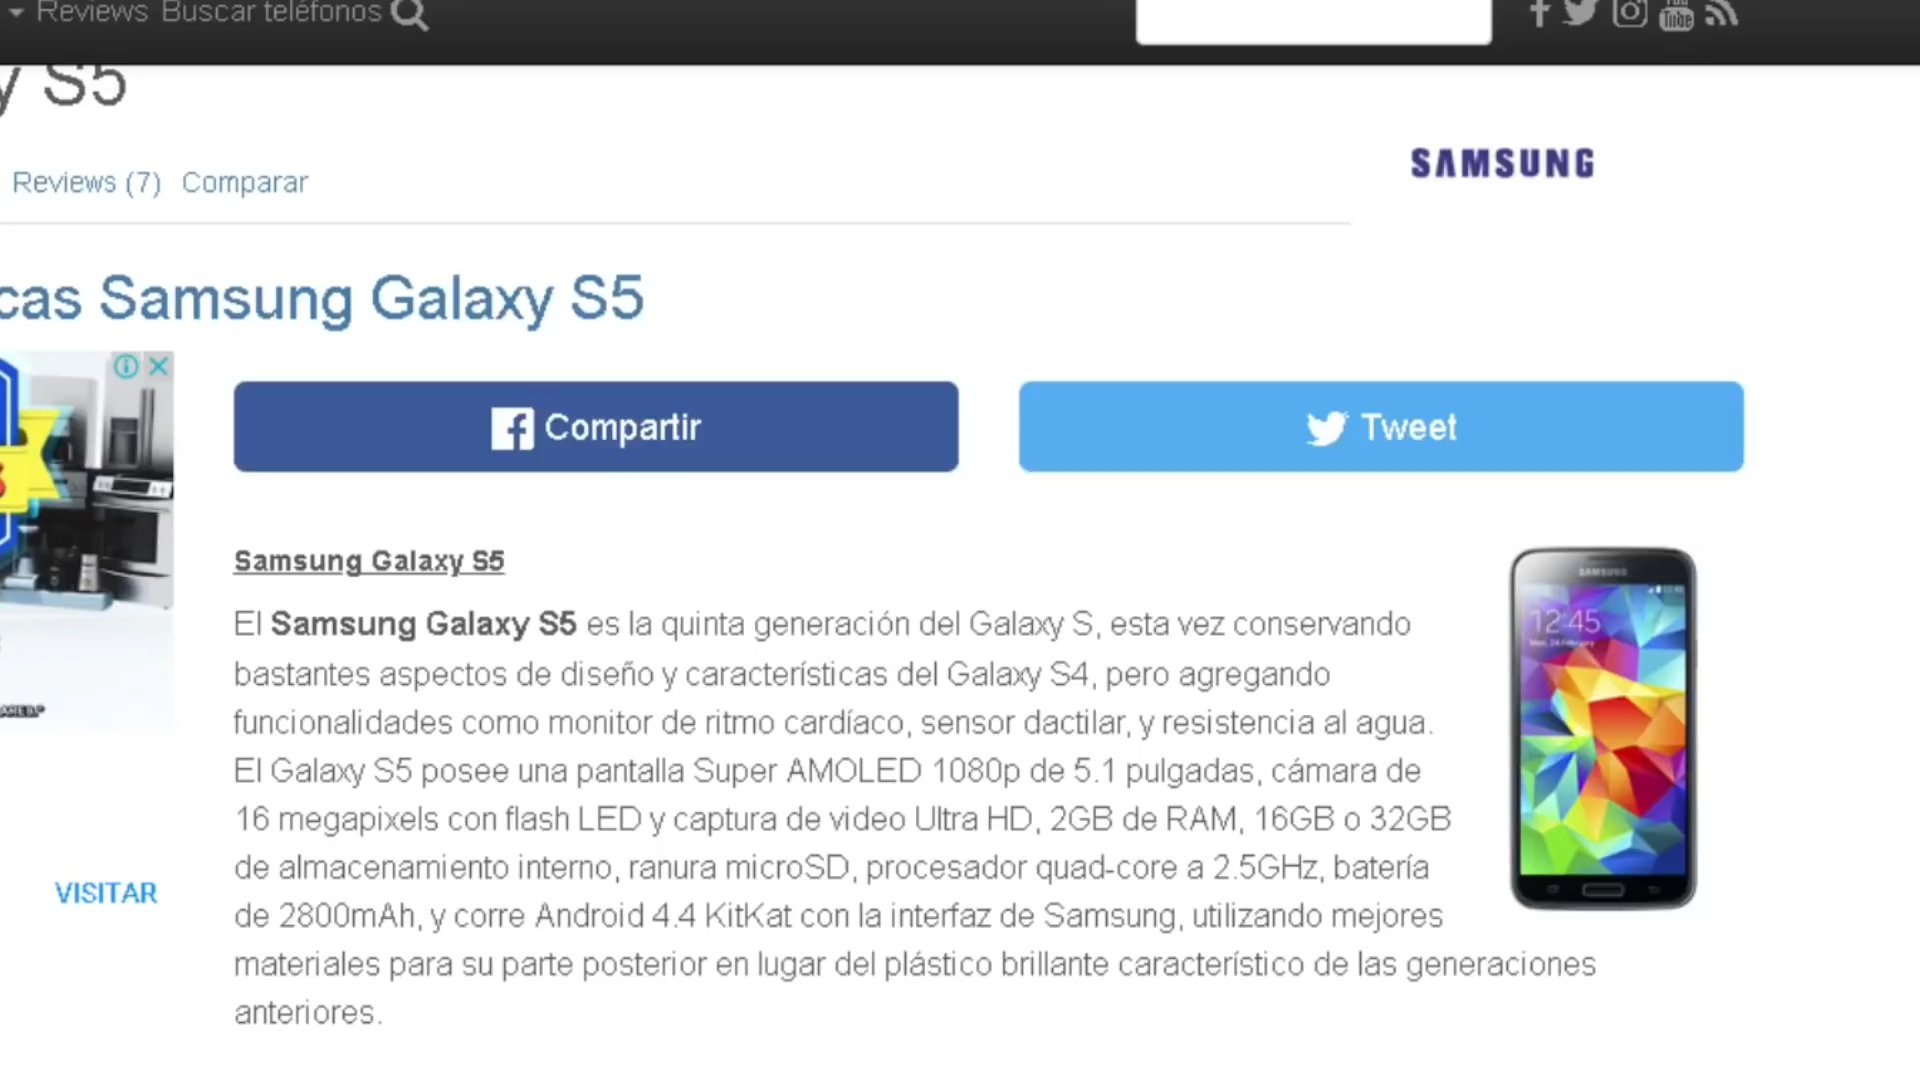 Reviews Buscar teléfonos
y S5
Reviews (7) Comparar
SAMSUNG
cas Samsung Galaxy S5
Compartir
Tweet
Samsung Galaxy S5
El Samsung Galaxy S5 es la quinta generación del Galaxy S, esta vez conservando
bastantes aspectos de diseño y características del Galaxy S4, pero agregando
funcionalidades como monitor de ritmo cardíaco, sensor dactilar, y resistencia al agua.
El Galaxy S5 posee una pantalla Super AMOLED 1080p de 5.1 pulgadas, cámara de
16 megapixels con flash LED y captura de video Ultra HD, 2GB de RAM, 16GB o 32GB
de almacenamiento interno, ranura microSD, procesador quad-core a 2.5GHz, batería
de 2800mAh, y corre Android 4.4 KitKat con la interfaz de Samsung, utilizando mejores
materiales para su parte posterior en lugar del plástico brillante característico de las generaciones
anteriores.
SAMSUNG
12:45
VISITAR